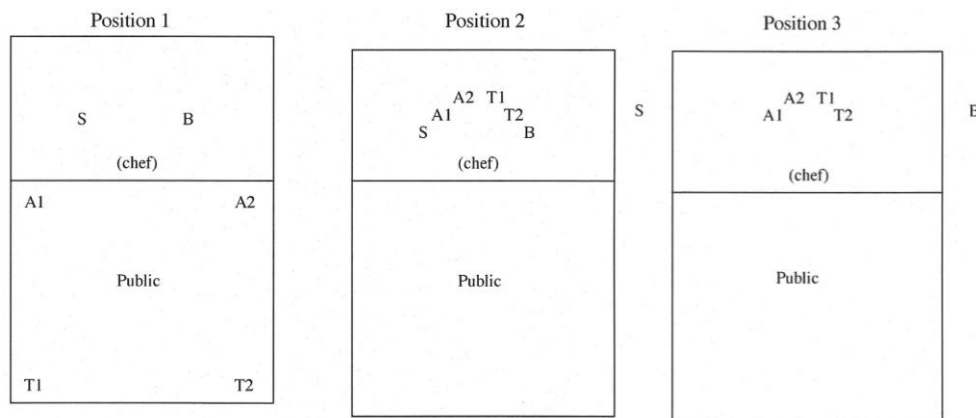 Position 1
S B
(chef)
A1 A2
Public
T1 T2
Position 2
A2 T1
A1 T2
S B
(chef)
Public
Position 3
S B
A2 T1
A1 T2
(chef)
Public